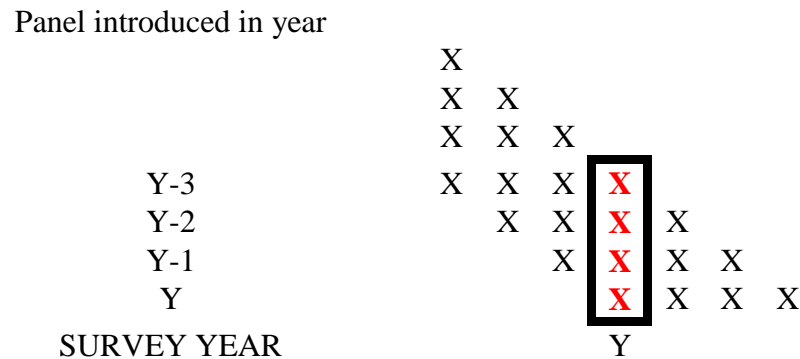 Panel introduced in year
X
X X
X X X
Y-3 X X X X
Y-2 X X X X
Y-1 X X X X
Y X X X X
SURVEY YEAR Y